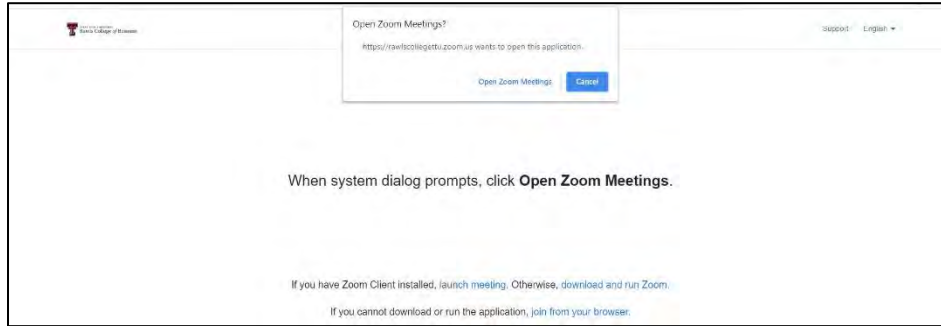 Rawls College of Business
Open Zoom Meetings?
https://rawlscollegettu.zoom.us wants to open this application.
Open Zoom Meetings
Cancel
Support
English
When system dialog prompts, click Open Zoom Meetings.
If you have Zoom Client installed, launch meeting. Otherwise, download and run Zoom.
If you cannot download or run the application, join from your browser.